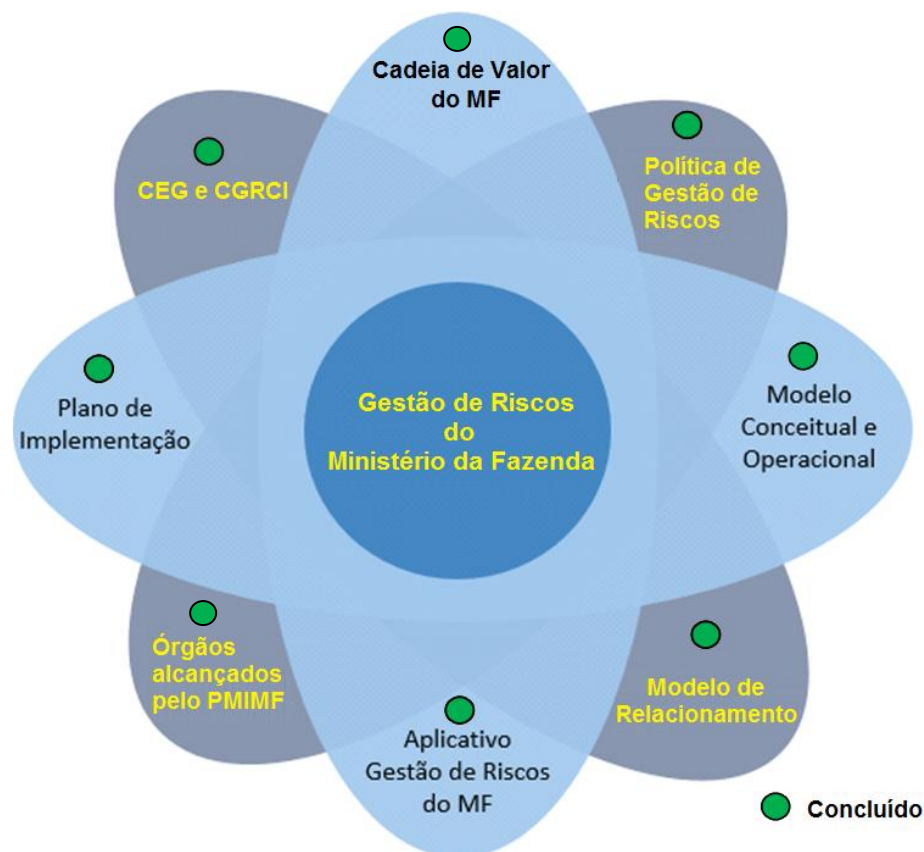 Cadeia de Valor
do MF
CEG e CGRCI
Política de
Gestão de
Riscos
Plano de
Implementação
Gestão de Riscos
do
Ministério da Fazenda
Modelo
Conceitual e
Operacional
Órgãos
alcançados
pelo PMIMF
Aplicativo
Gestão de Riscos
do MF
Modelo de
Relacionamento
Concluído